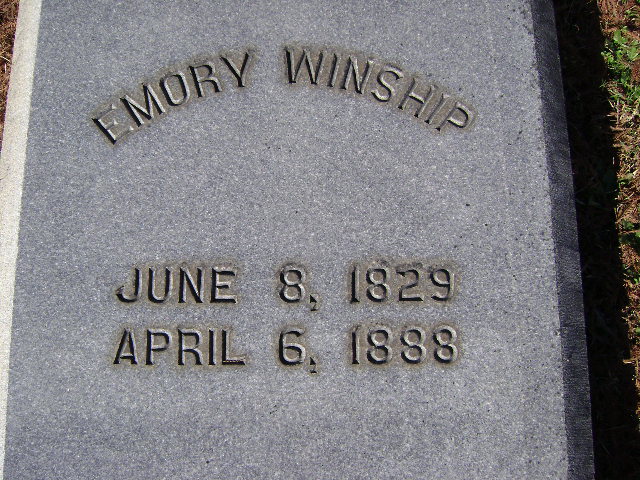 EMORY WINSHIP
JUNE 8, 1829
APRIL 6, 1888